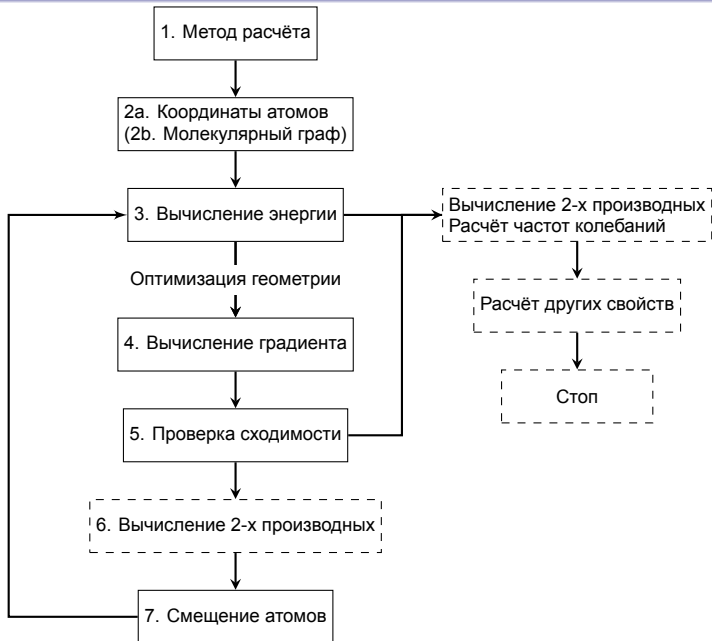 1. Метод расчёта
2a. Координаты атомов
(2b. Молекулярный граф)
3. Вычисление энергии
Оптимизация геометрии
4. Вычисление градиента
5. Проверка сходимости
6. Вычисление 2-х производных
7. Смещение атомов
Вычисление 2-х производных
Расчёт частот колебаний
Расчёт других свойств
Стоп